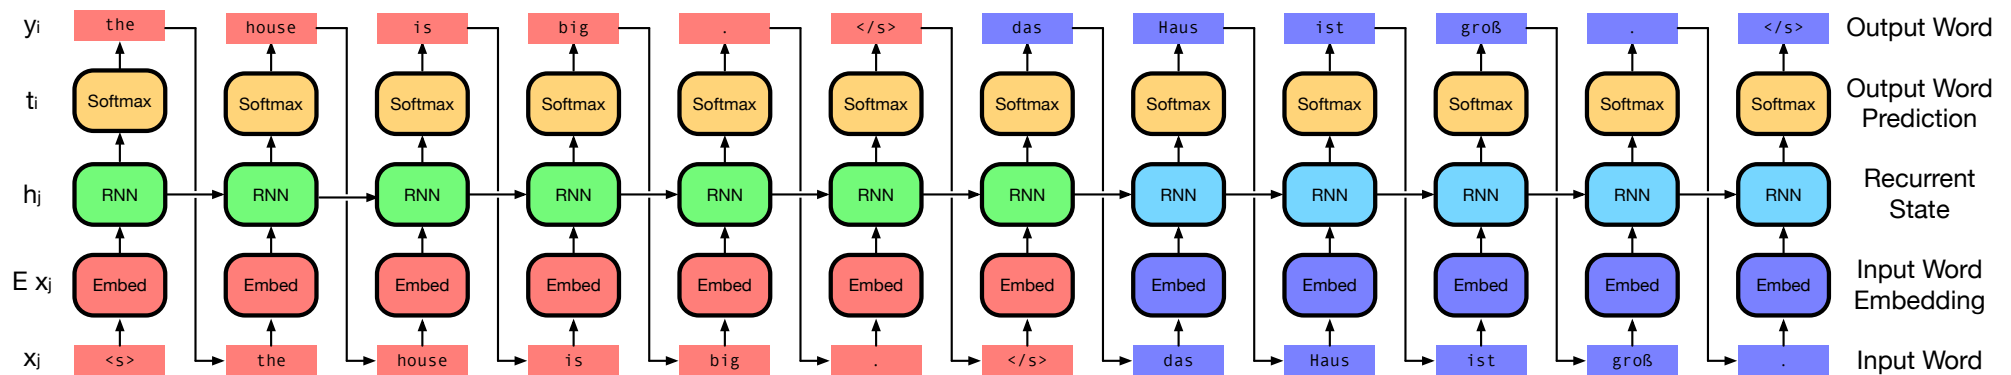 yi the house is big . </s> das Haus ist groß . </s> Output Word
ti Softmax Softmax Softmax Softmax Softmax Softmax Softmax Softmax Softmax Softmax Softmax Softmax Output Word
Prediction
hj RNN RNN RNN RNN RNN RNN RNN RNN RNN RNN RNN RNN Recurrent
State
E xj Embed Embed Embed Embed Embed Embed Embed Embed Embed Embed Embed Embed Input Word
Embedding
xj <s> the house is big . </s> das Haus ist groß . Input Word